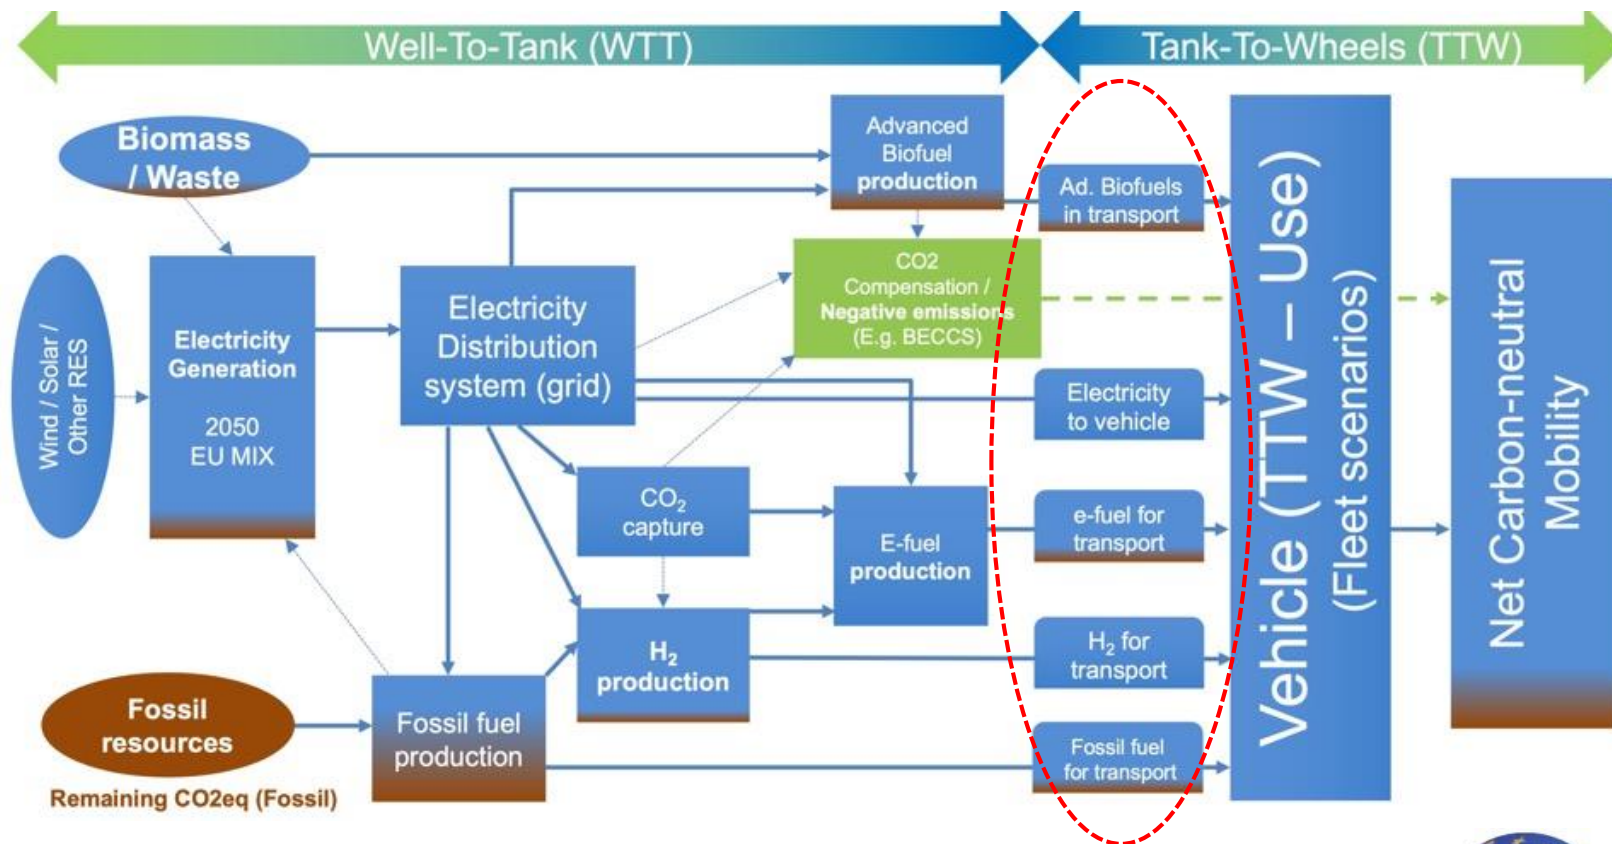 Well-To-Tank (WTT)
Tank-To-Wheels (TTW)
Biomass
/ Waste
Advanced
Biofuel
production
Ad. Biofuels
in transport
Wind / Solar /
Other RES
Electricity
Generation
2050
EU MIX
Electricity
Distribution
system (grid)
CO2
Compensation /
Negative emissions
(E.g. BECCS)
Electricity
to vehicle
CO₂
capture
E-fuel
production
e-fuel for
transport
H₂
production
H₂ for
transport
Fossil
resources
Remaining CO2eq (Fossil)
Fossil fuel
production
Fossil fuel
for transport
Vehicle (TTW – Use)
(Fleet scenarios)
Net Carbon-neutral
Mobility